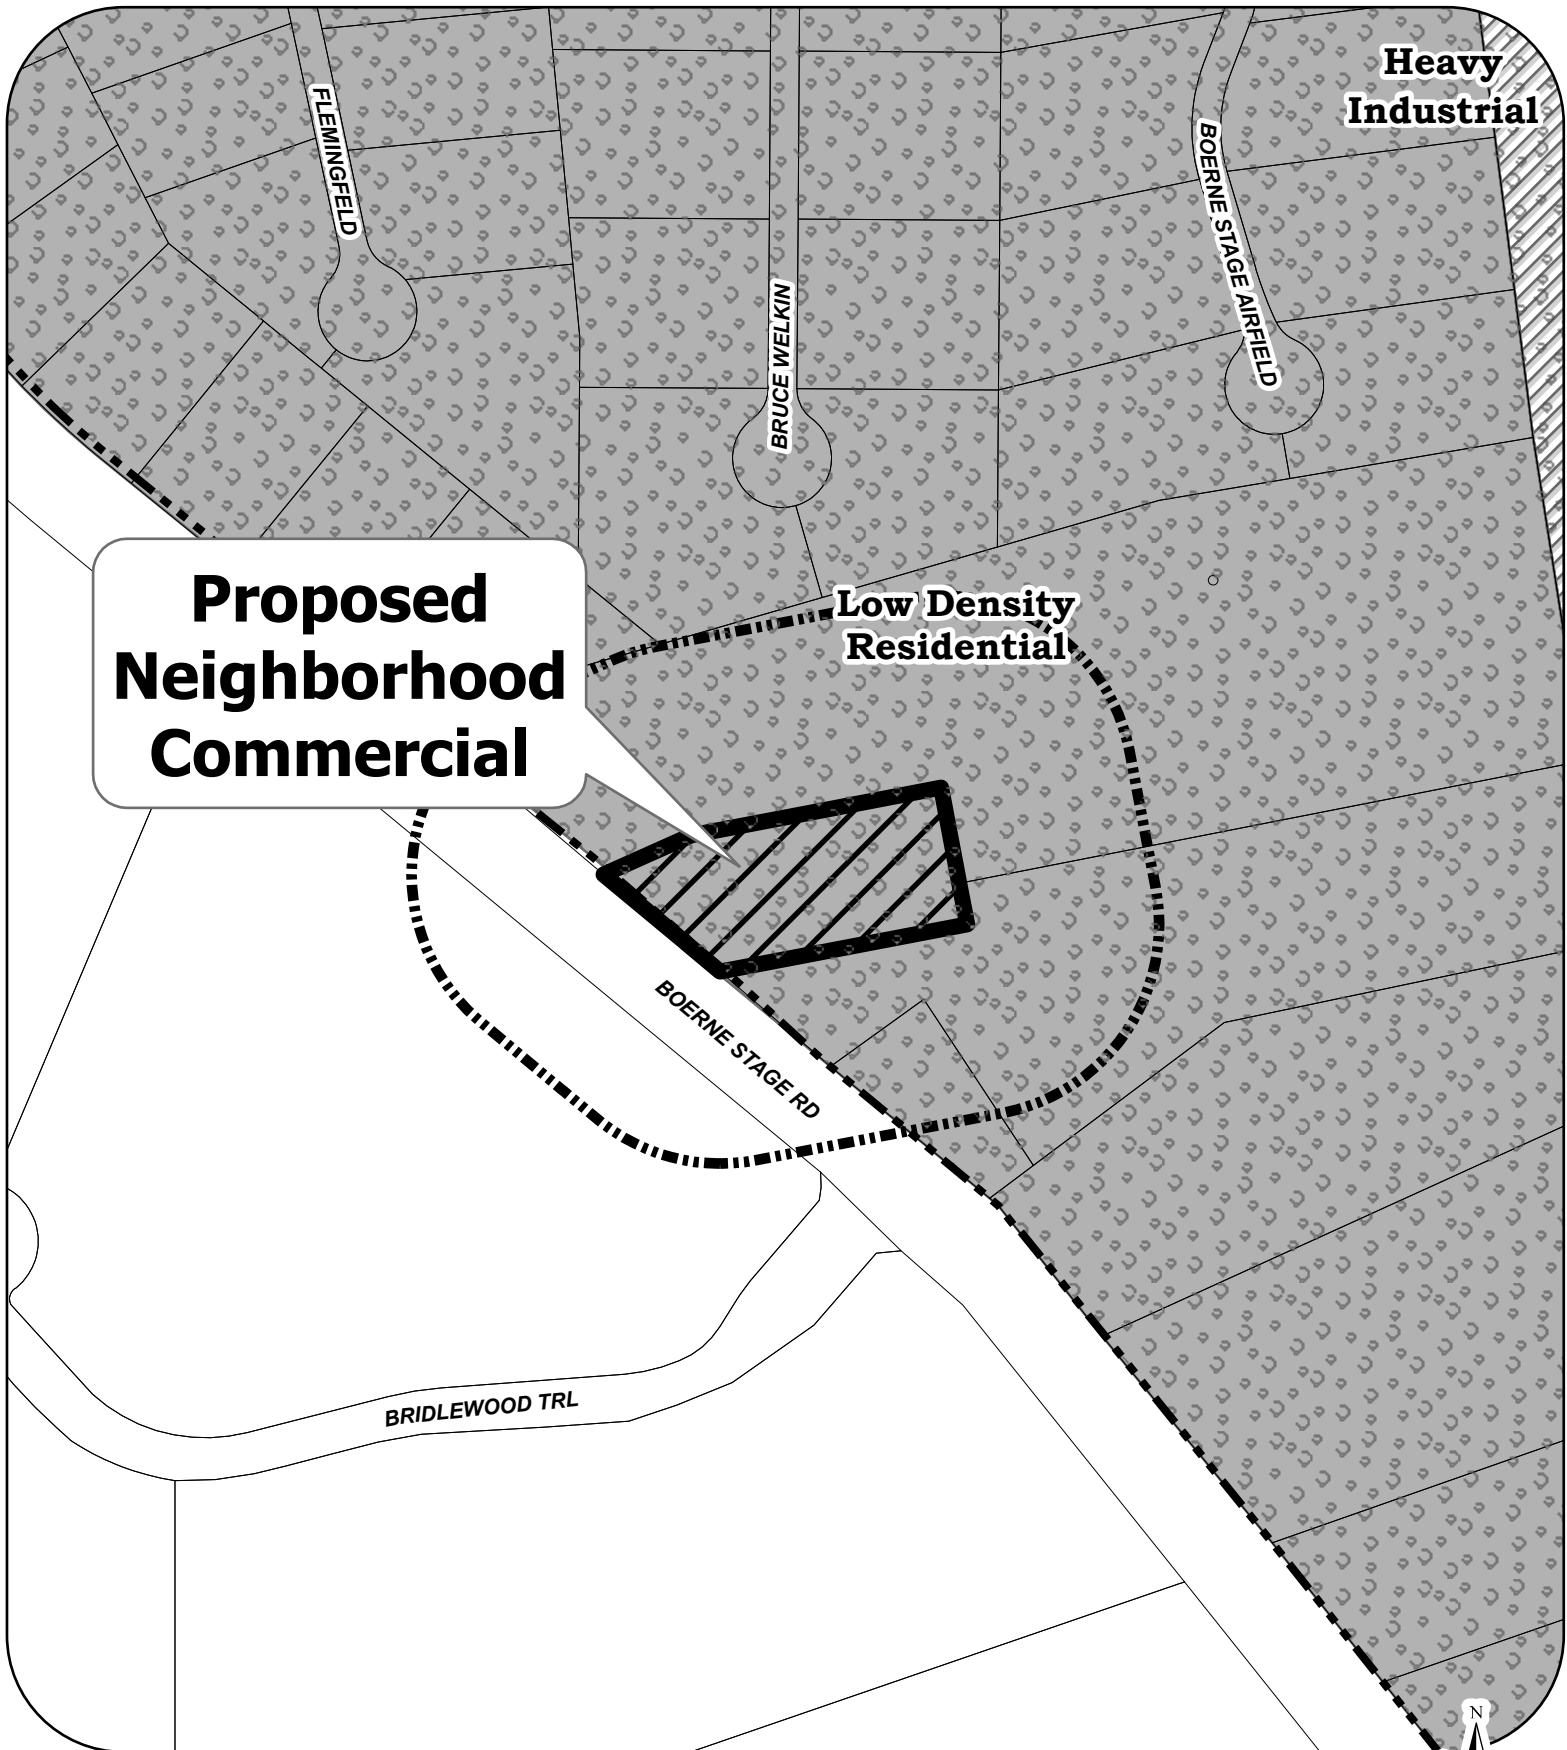 Heavy
Industrial
FLEMINGFELD
BOERNE STAGE AIRFIELD
BRUCE WELKIN
Proposed
Neighborhood
Commercial
Low Density
Residential
BOERNE STAGE RD
BRIDLEWOOD TRL
N